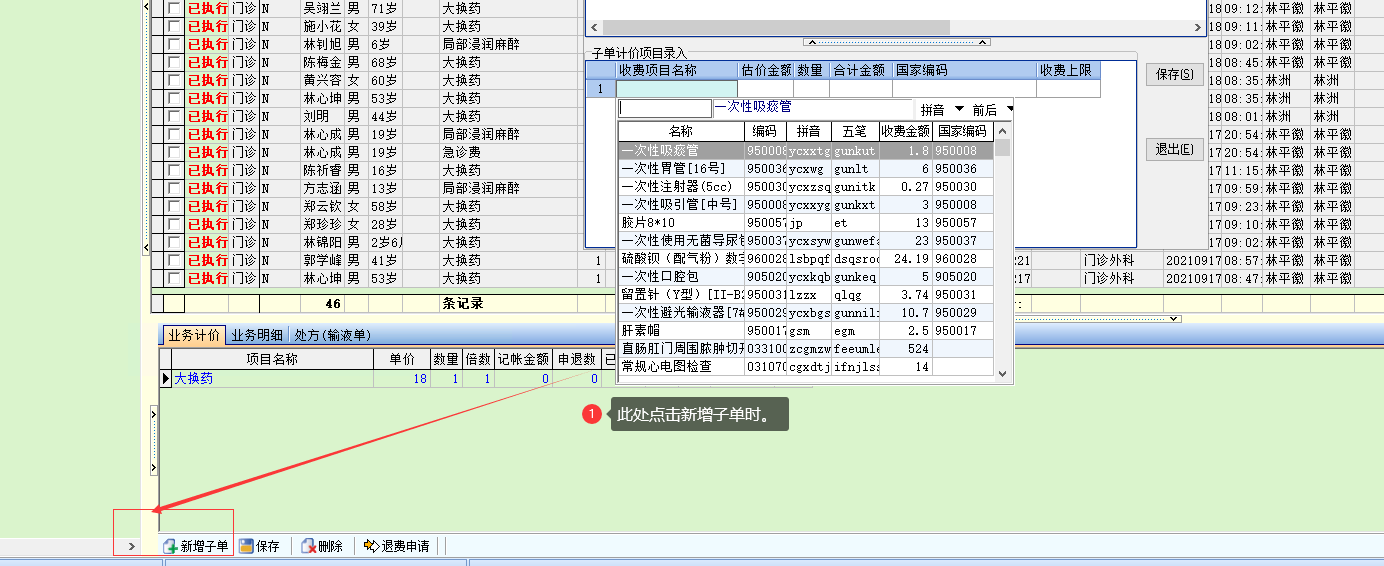 已执行 门诊 N 吴翊兰 男 71岁 大换药
已执行 门诊 N 施小花 女 39岁 大换药
已执行 门诊 N 林钊旭 男 6岁 局部浸润麻醉
已执行 门诊 N 陈梅金 男 68岁 大换药
已执行 门诊 N 黄兴容 女 60岁 大换药
已执行 门诊 N 林心坤 男 53岁 大换药
已执行 门诊 N 刘明 男 44岁 大换药
已执行 门诊 N 林心成 男 19岁 局部浸润麻醉
已执行 门诊 N 林心成 男 19岁 急诊费
已执行 门诊 N 陈祈睿 男 16岁 大换药
已执行 门诊 N 方志涵 男 13岁 局部浸润麻醉
已执行 门诊 N 郑云钦 女 58岁 大换药
已执行 门诊 N 郑珍珍 女 28岁 大换药
已执行 门诊 N 林锦阳 男 2岁6 大换药
已执行 门诊 N 郭学峰 男 41岁 大换药 1
已执行 门诊 N 林心坤 男 53岁 大换药 1
46 条记录
子单计价项目录入
收费项目名称 估价金额 数量 合计金额 国家编码 收费上限
1
保存(S)
退出(E)
一次性吸痰管 拼音 前后
名称 编码 拼音 五笔 收费金额 国家编码
一次性吸痰管 950008 ycxxtg gunkut 1.8 950008
一次性胃管[16号] 950036 ycxwg gunlt 6 950036
一次性注射器(5cc) 950030 ycxzsq gunitk 0.27 950030
一次性吸引管[中号] 950008 ycxxyg gunkxt 3 950008
胶片8*10 950057 jp et 13 950057
一次性使用无菌导尿 950037 ycxsyw gunwefs 23 950037
硫酸钡（配气粉）数 960028 lsbpqf dsqsro 24.19 960028
一次性口腔包 905020 ycxkqb gunkeq 5 905020
留置针（Y型）[II-B 950031 lzzx qlqg 3.74 950031
一次性避光输液器[7# 950029 ycxbgs gunnil 10.7 950029
肝素帽 950017 gsm egm 2.5 950017
直肠肛门周围脓肿切 033100 zcgmzw feeumle 524
常规心电图检查 031070 cgxdtj ifnjlss 14
18 09:12: 林平徽 林平徽
18 09:11: 林平徽 林平徽
18 09:02: 林平徽 林平徽
18 08:45: 林平徽 林平徽
18 08:40: 林洲 林洲
18 08:35: 林洲 林洲
18 08:01: 林洲 林洲
17 20:54: 林平徽 林平徽
17 20:54: 林平徽 林平徽
17 11:15: 林平徽 林平徽
17 09:59: 林平徽 林平徽
17 09:23: 林平徽 林平徽
17 09:10: 林平徽 林平徽
17 09:02: 林平徽 林平徽
221 门诊外科 20210917 08:57: 林平徽 林平徽
217 门诊外科 20210917 08:47: 林平徽 林平徽
业务计价 业务明细 处方(输液单)
项目名称 单价 数量 倍数 记帐金额 申退数 已
大换药 18 1 1 0 0
1 此处点击新增子单时。
新增子单 保存 删除 退费申请